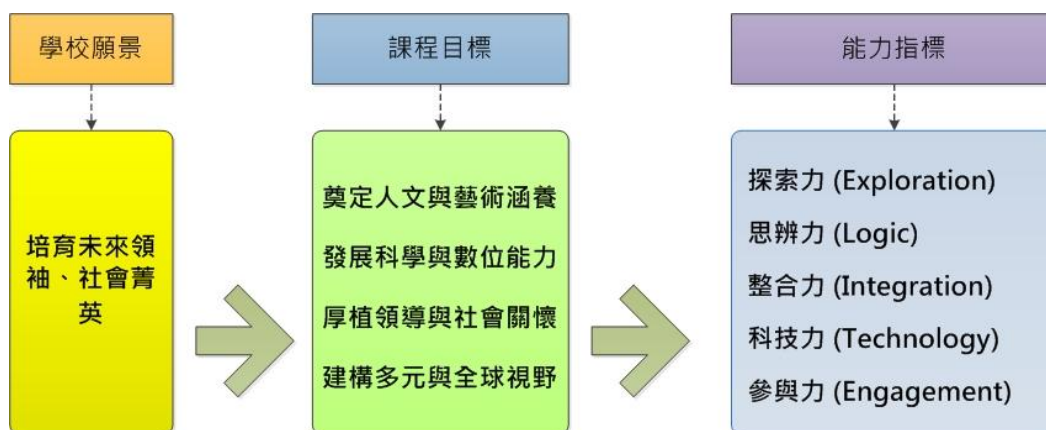 學校願景
培育未來領
袖、社會菁
英
課程目標
奠定人文與藝術涵養
發展科學與數位能力
厚植領導與社會關懷
建構多元與全球視野
能力指標
探索力 (Exploration)
思辨力 (Logic)
整合力 (Integration)
科技力 (Technology)
參與力 (Engagement)